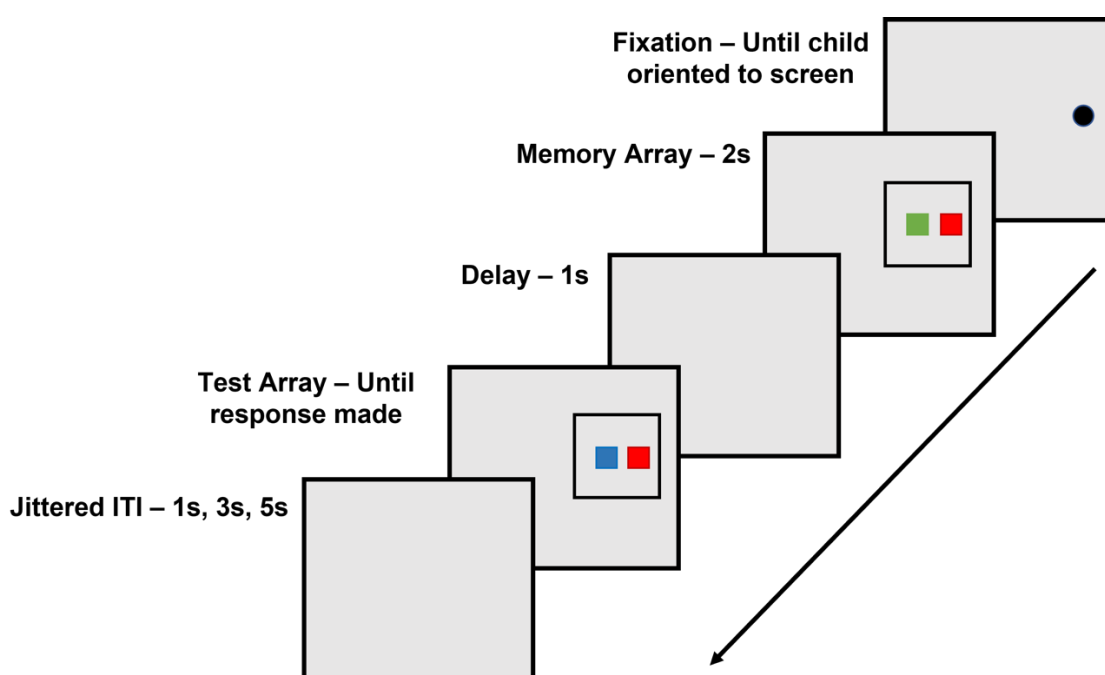 Fixation – Until child
oriented to screen
Memory Array – 2s
Delay – 1s
Test Array – Until
response made
Jittered ITI – 1s, 3s, 5s